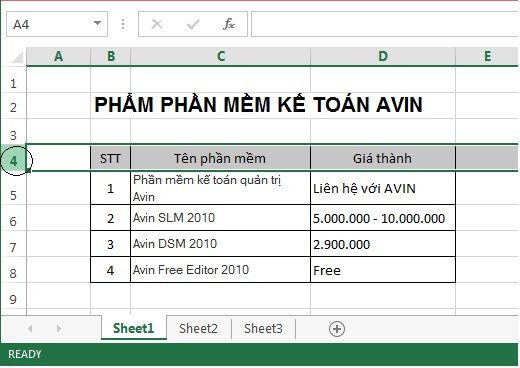 A4
fx
A B C D E
1
2 PHẨM PHẦN MỀM KẾ TOÁN AVIN
3
4 STT Tên phần mềm Giá thành
5 1 Phần mềm kế toán quản trị Avin Liên hệ với AVIN
6 2 Avin SLM 2010 5.000.000 - 10.000.000
7 3 Avin DSM 2010 2.900.000
8 4 Avin Free Editor 2010 Free
9
Sheet1 Sheet2 Sheet3
READY